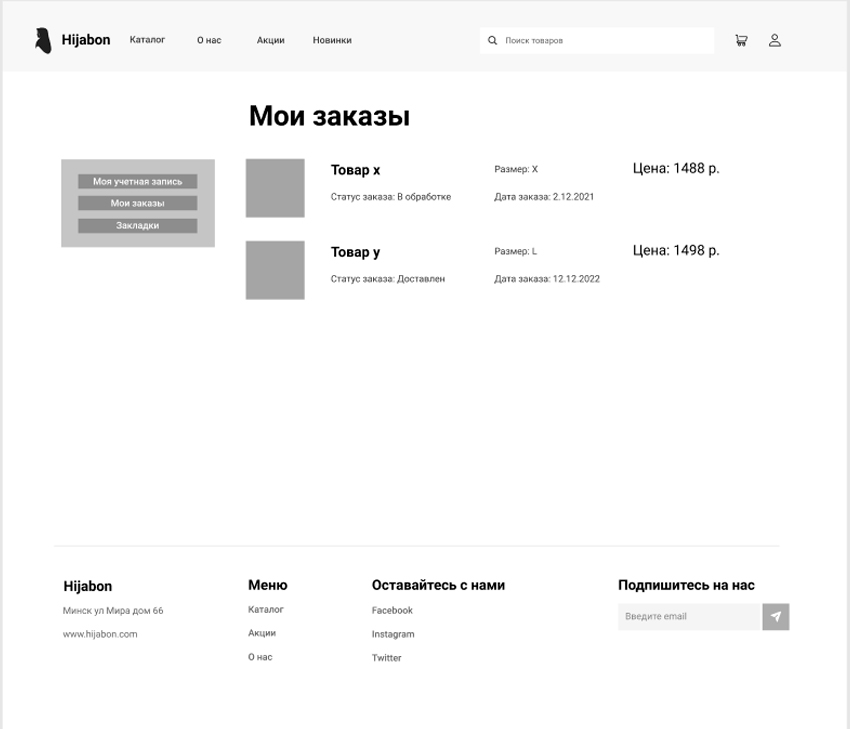 Hijabon
Каталог
О нас
Акции
Новинки
Поиск товаров
Мои заказы
Моя учетная запись
Мои заказы
Закладки
Товар x
Размер: X
Цена: 1488 р.
Статус заказа: В обработке
Дата заказа: 2.12.2021
Товар y
Размер: L
Цена: 1498 р.
Статус заказа: Доставлен
Дата заказа: 12.12.2022
Hijabon
Минск ул Мира дом 66
www.hijabon.com
Меню
Каталог
Акции
О нас
Оставайтесь с нами
Facebook
Instagram
Twitter
Подпишитесь на нас
Введите email